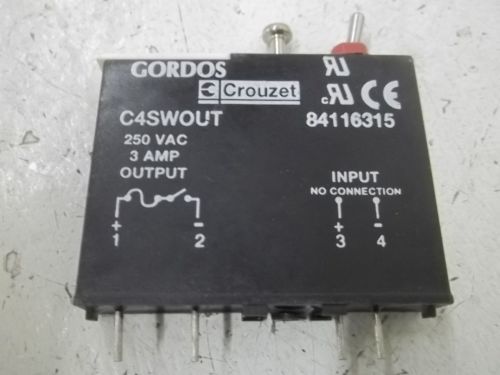 GORDOS
Crouzet
C4SWOUT
84116315
250 VAC
3 AMP
OUTPUT
INPUT
NO CONNECTION
+ -
1 2
+ -
3 4